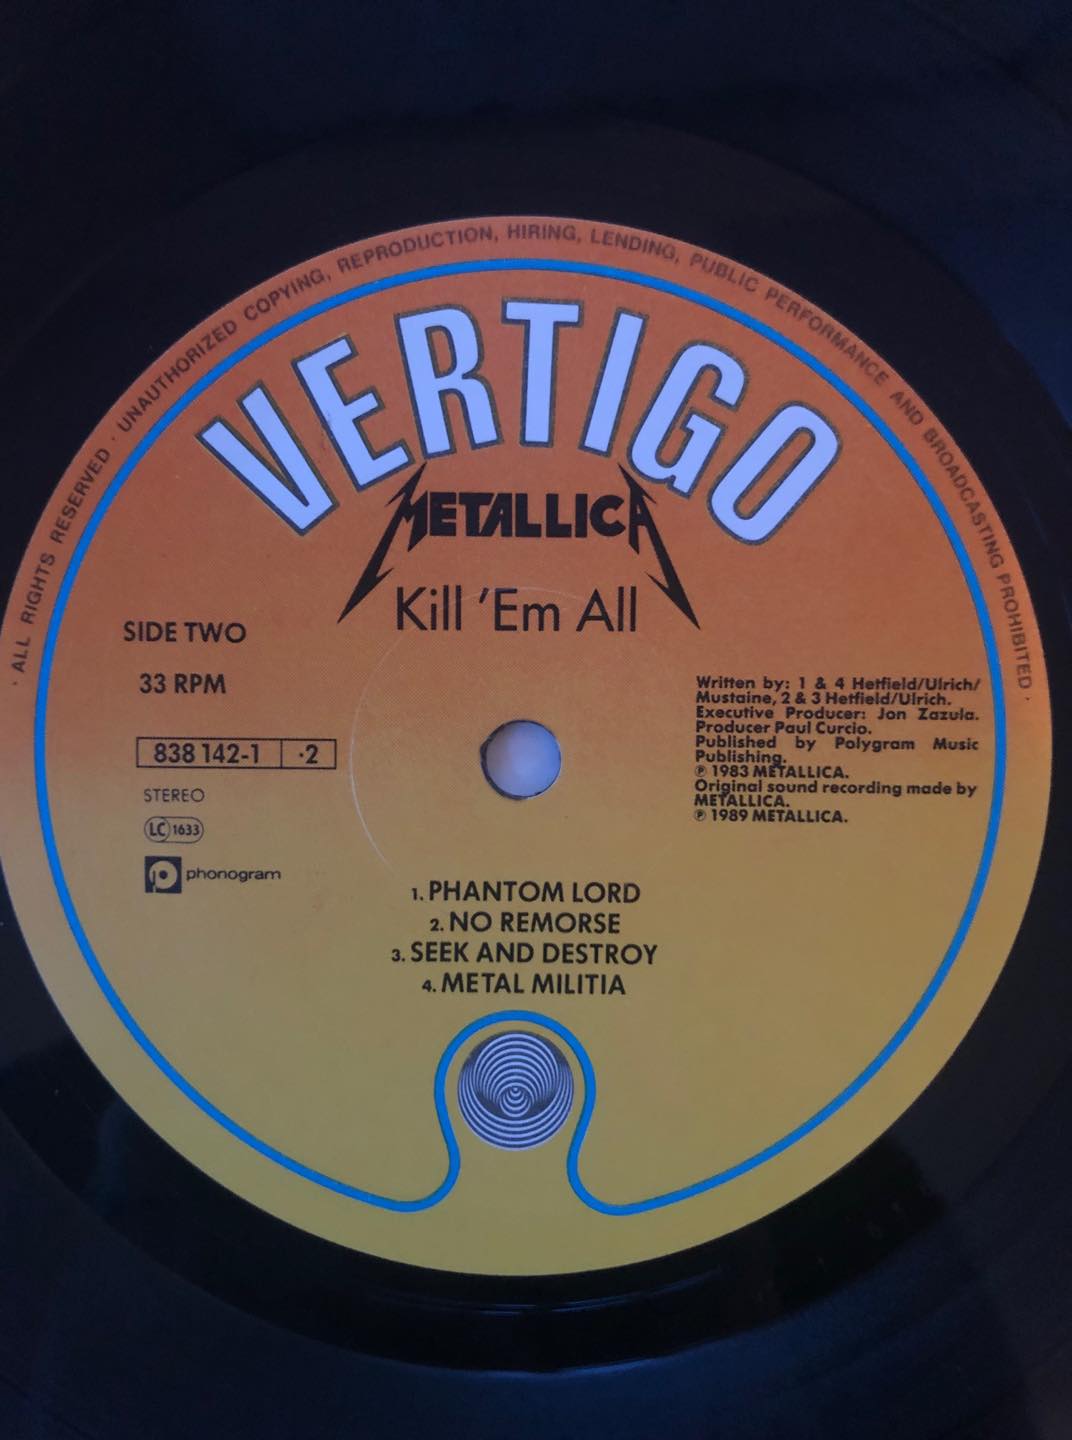 · ALL RIGHTS RESERVED · UNAUTHORIZED COPYING, REPRODUCTION, HIRING, LENDING, PUBLIC PERFORMANCE AND BROADCASTING PROHIBITED ·
VERTIGO
METALLICA
Kill 'Em All
SIDE TWO
33 RPM
838 142-1 ·2
STEREO
LC 1633
phonogram
Written by: 1 & 4 Hetfield/Ulrich/
Mustaine, 2 & 3 Hetfield/Ulrich.
Executive Producer: Jon Zazula.
Producer Paul Curcio.
Published by Polygram Music
Publishing.
℗ 1983 METALLICA.
Original sound recording made by
METALLICA.
℗ 1989 METALLICA.
1. PHANTOM LORD
2. NO REMORSE
3. SEEK AND DESTROY
4. METAL MILITIA